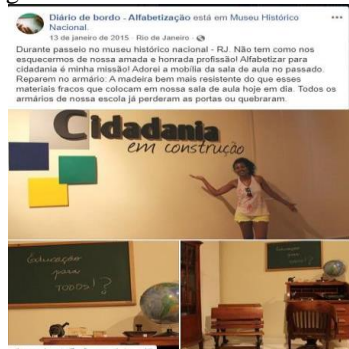 Diário de bordo - Alfabetização está em Museu Histórico
Nacional.
13 de janeiro de 2015 · Rio de Janeiro ·
Durante passeio no museu histórico nacional - RJ. Não tem como nos
esquecermos de nossa amada e honrada profissão! Alfabetizar para
cidadania é minha missão! Adorei a mobília da sala de aula no passado.
Reparem no armário: A madeira bem mais resistente do que esses
materiais fracos que colocam em nossa sala de aula hoje em dia. Todos os
armários de nossa escola já perderam as portas ou quebraram.
Cidadania
em construção
Educação
para
TODOS!?